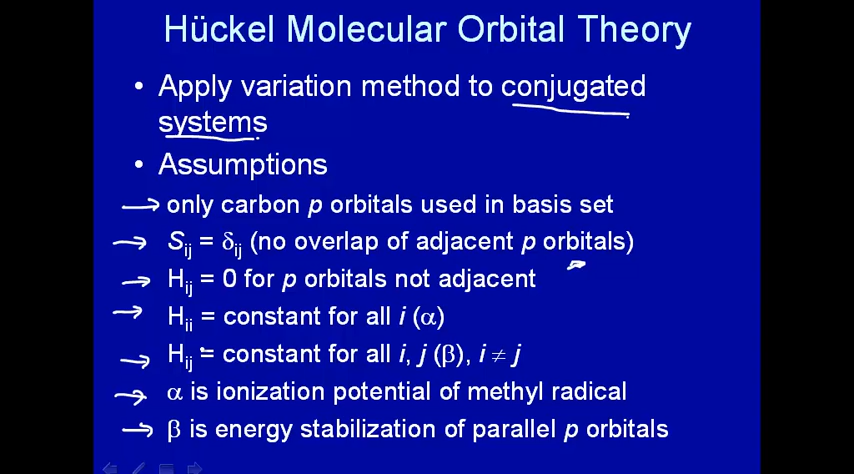 Hückel Molecular Orbital Theory
• Apply variation method to conjugated
systems
• Assumptions
only carbon p orbitals used in basis set
Sij = δij (no overlap of adjacent p orbitals)
Hij = 0 for p orbitals not adjacent
Hii = constant for all i (α)
Hij = constant for all i, j (β), i ≠ j
α is ionization potential of methyl radical
β is energy stabilization of parallel p orbitals